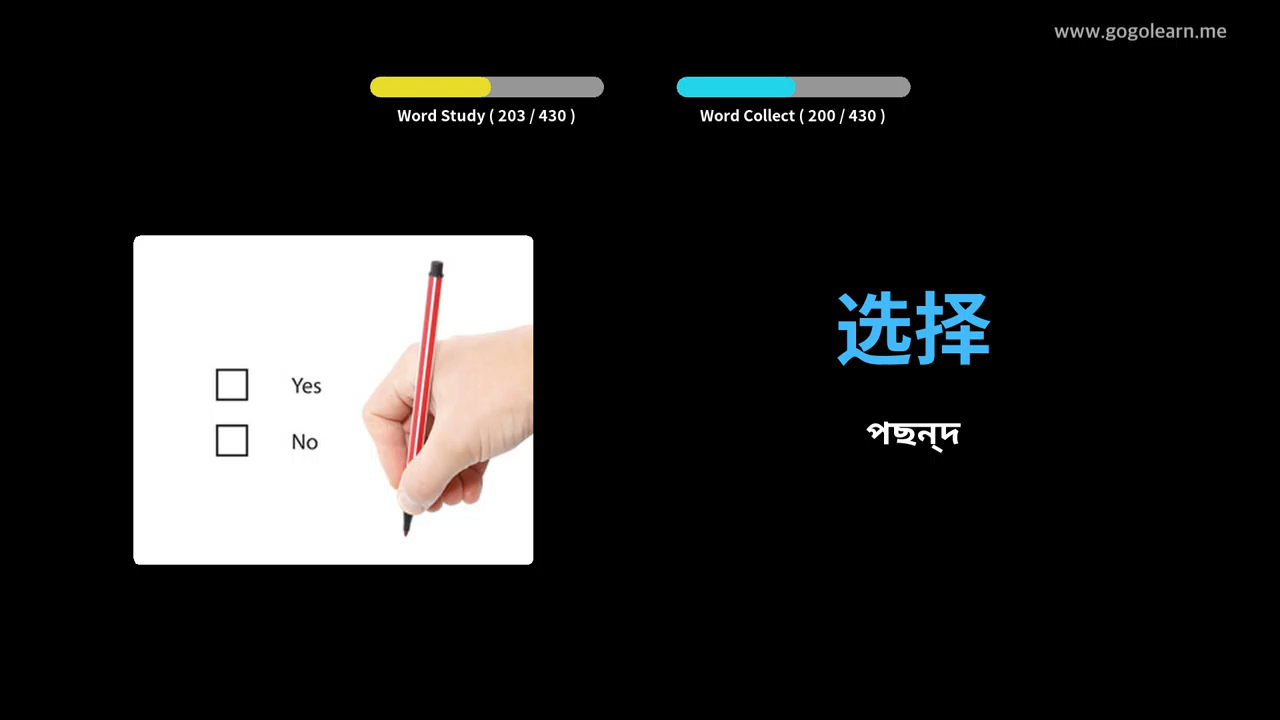 www.gogolearn.me
Word Study ( 203 / 430 )
Word Collect ( 200 / 430 )
选择
পছন্দ
Yes
No